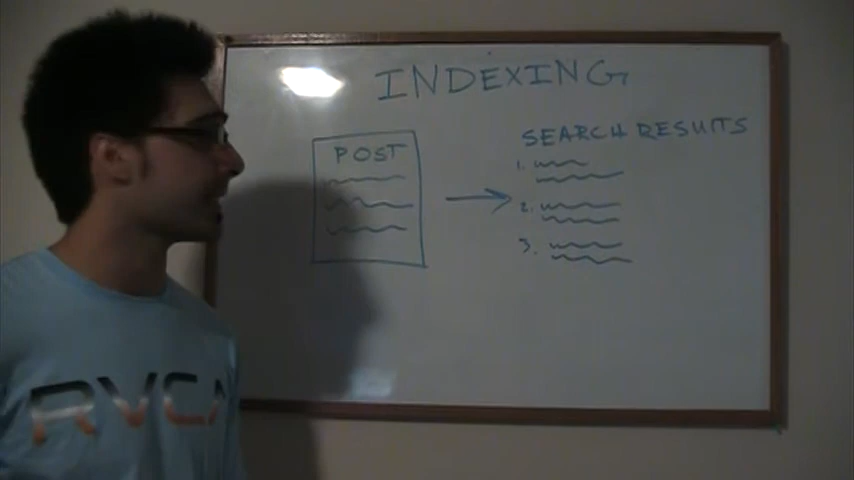 INDEXING
POST
SEARCH RESULTS
1.
2.
3.
RVCA